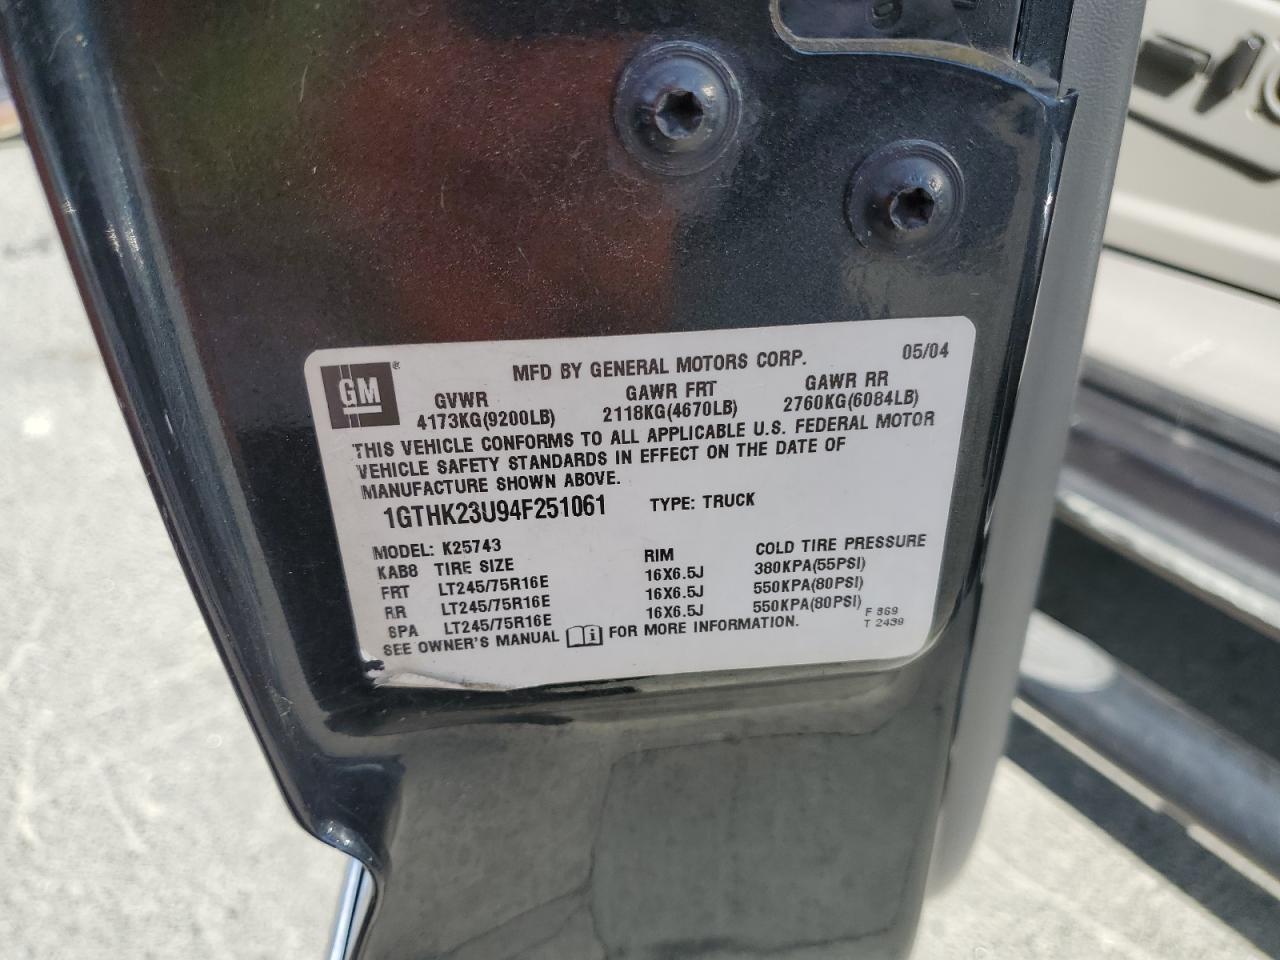 GM
®
MFD BY GENERAL MOTORS CORP. 05/04
GVWR GAWR FRT GAWR RR
4173KG(9200LB) 2118KG(4670LB) 2760KG(6084LB)
THIS VEHICLE CONFORMS TO ALL APPLICABLE U.S. FEDERAL MOTOR
VEHICLE SAFETY STANDARDS IN EFFECT ON THE DATE OF
MANUFACTURE SHOWN ABOVE.
1GTHK23U94F251061 TYPE: TRUCK
MODEL: K25743
KAB8 TIRE SIZE RIM COLD TIRE PRESSURE
FRT LT245/75R16E 16X6.5J 380KPA(55PSI)
RR LT245/75R16E 16X6.5J 550KPA(80PSI)
SPA LT245/75R16E 16X6.5J 550KPA(80PSI)
SEE OWNER'S MANUAL i FOR MORE INFORMATION.
F 869
T 2439